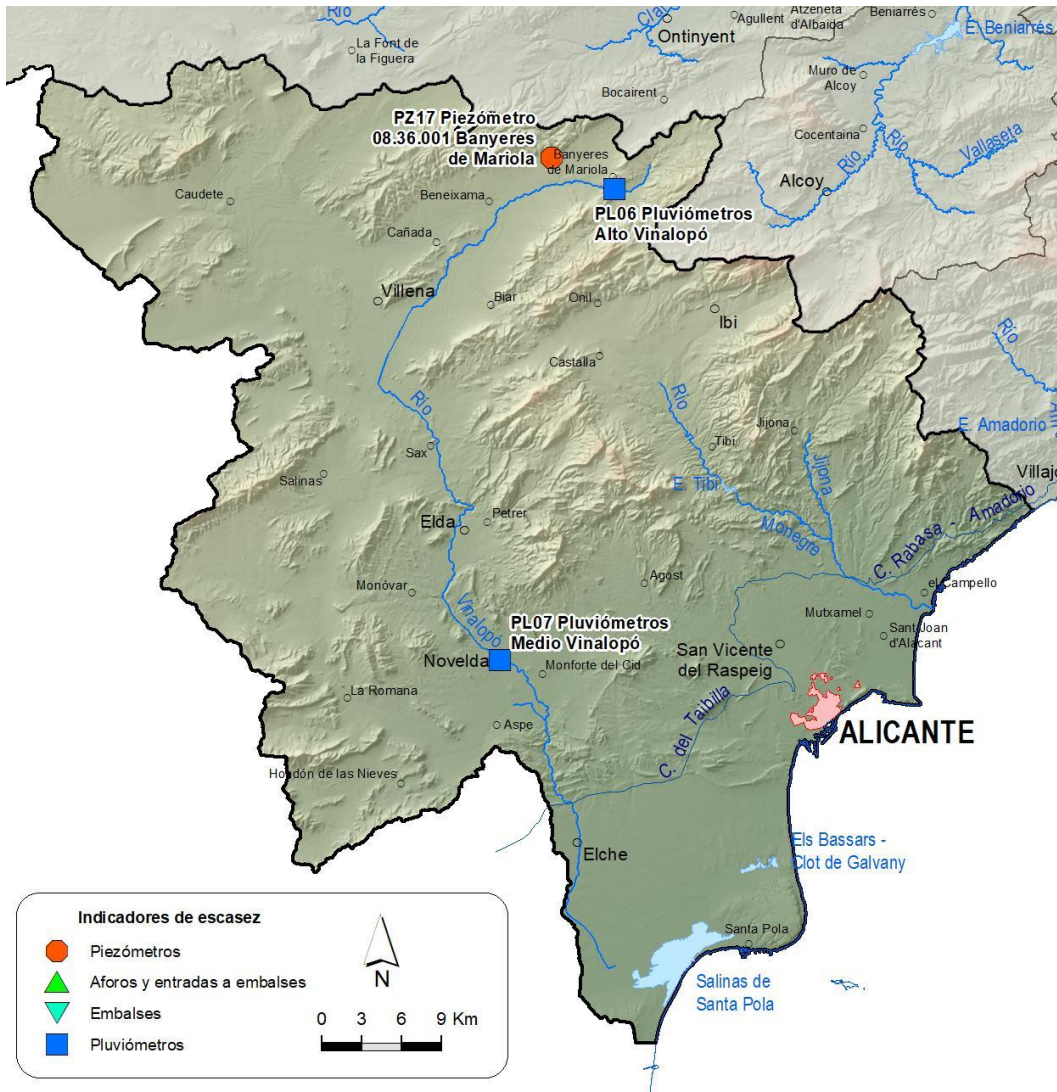 Río
Clar
Agullent
Atzeneta
d'Albaida
Beniarrés
E. Beniarrés
Ontinyent
La Font de
la Figuera
Bocairent
Muro de
Alcoy
Cocentaina
PZ17 Piezómetro
08.36.001 Banyeres
de Mariola
Banyeres
de Mariola
Río
Río
Vallaseta
Alcoy
Caudete
Beneixama
PL06 Pluviómetros
Alto Vinalopó
Cañada
Villena
Biar
Onil
Ibi
Río
Castalla
Río
Río
Jijona
E. Amadorio
Sax
Tibi
Jijona
Salinas
E. Tibi
Villajo
Elda
Petrer
Monegre
C. Rabasa - Amadorio
Agost
Monóvar
el Campello
Vinalopó
PL07 Pluviómetros
Medio Vinalopó
Mutxamel
Sant Joan
d'Alacant
San Vicente
del Raspeig
Novelda
Monforte del Cid
La Romana
C. del Taibilla
Aspe
ALICANTE
Hondón de las Nieves
Elche
Els Bassars -
Clot de Galvany
Santa Pola
Salinas de
Santa Pola
Indicadores de escasez
Piezómetros
Aforos y entradas a embalses
Embalses
Pluviómetros
N
0 3 6 9 Km